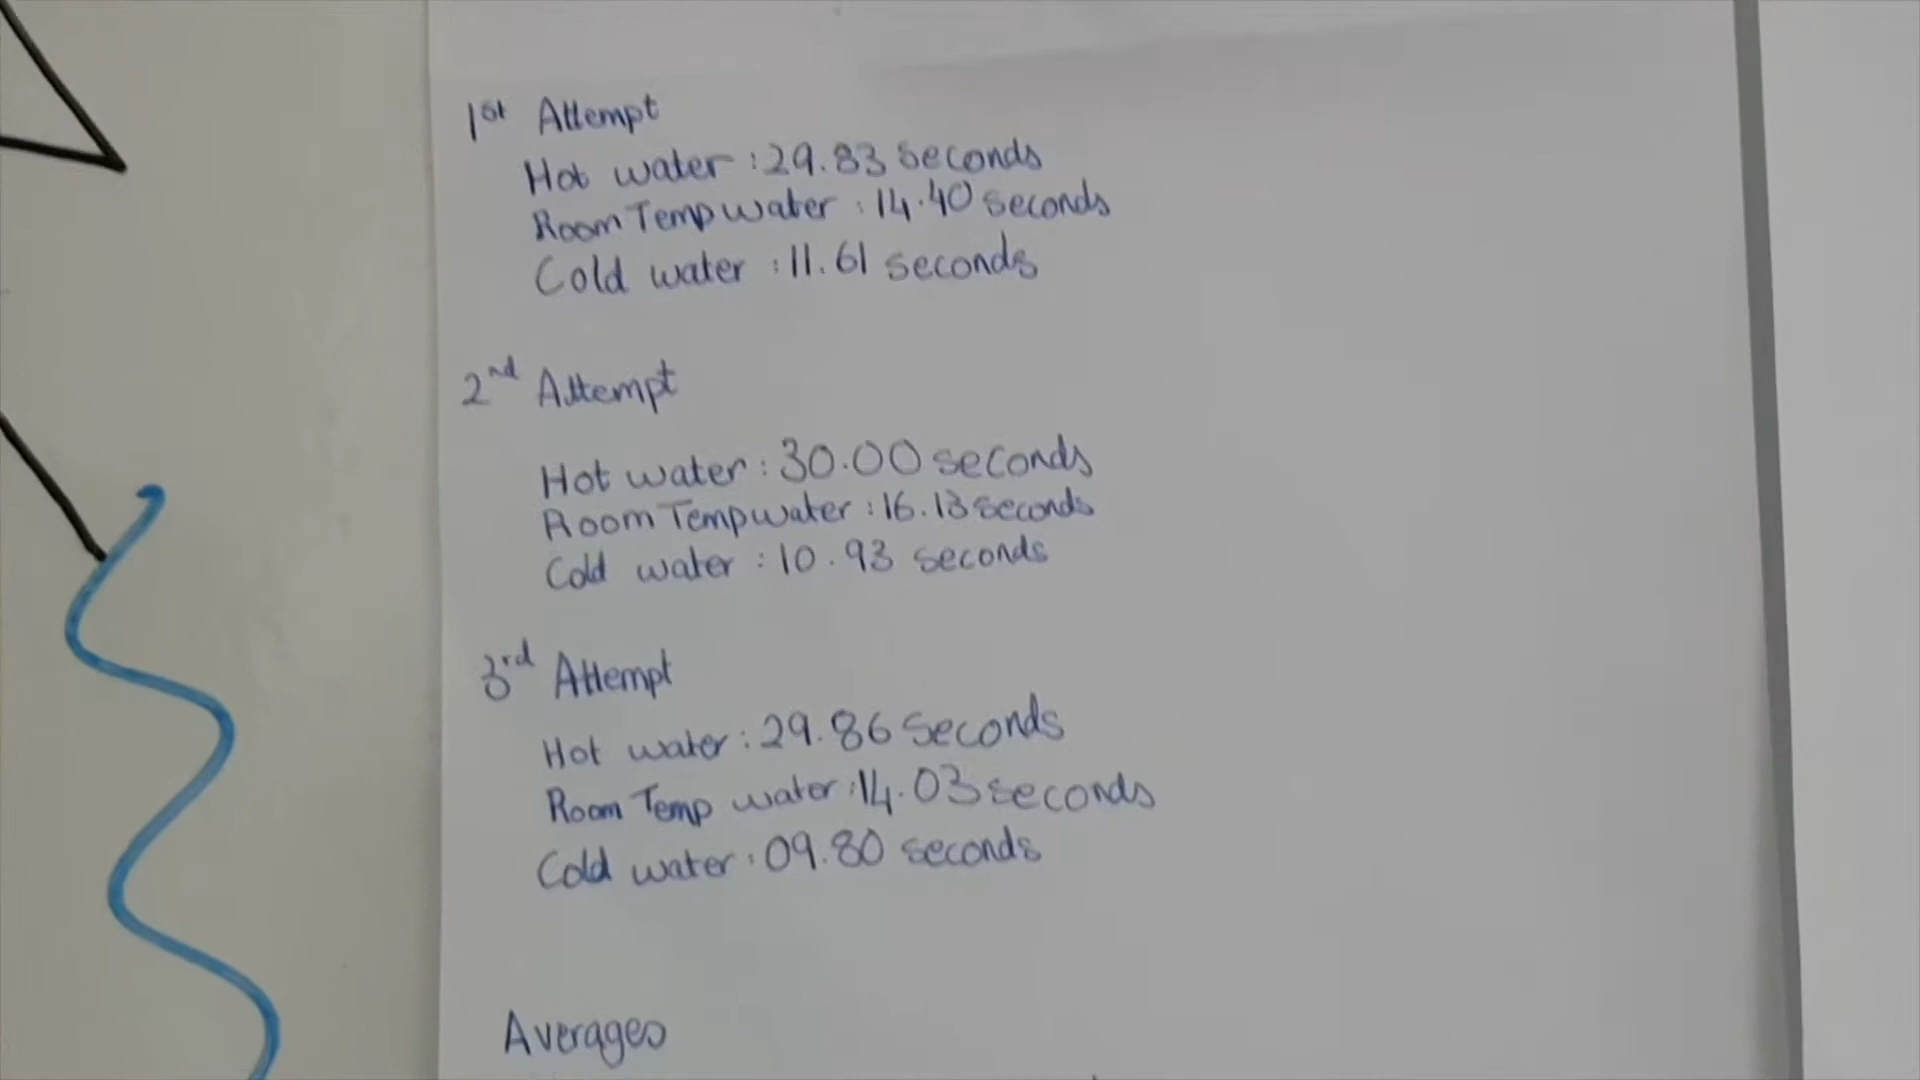 1st Attempt
Hot water : 29.83 seconds
Room Temp water : 14.40 seconds
Cold water : 11.61 seconds
2nd Attempt
Hot water : 30.00 seconds
Room Temp water : 16.13 seconds
Cold water : 10.93 seconds
3rd Attempt
Hot water : 29.86 seconds
Room Temp water : 14.03 seconds
Cold water : 09.80 seconds
Averages